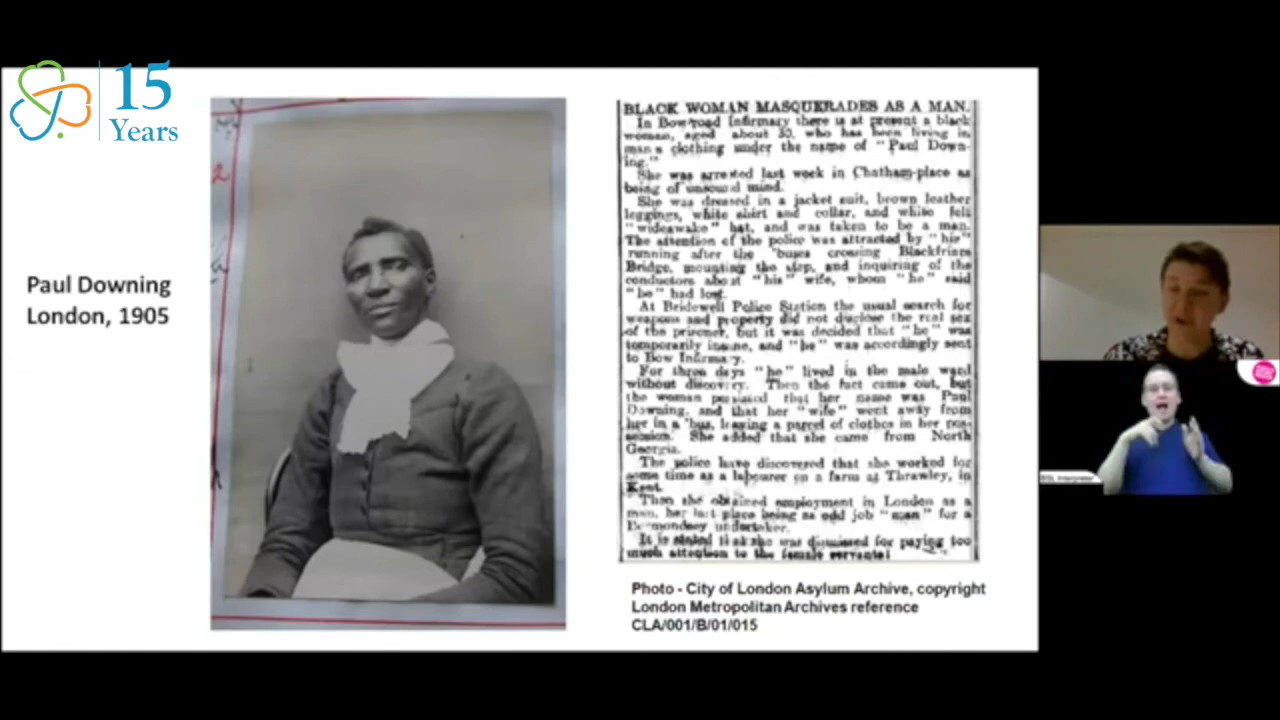 15
Years
Paul Downing
London, 1905
BLACK WOMAN MASQUERADES AS A MAN.
In Bow-road Infirmary there is at present a black
woman, aged about 30, who has been living in
man's clothing under the name of "Paul Down-
ing."
She was arrested last week in Chatham-place as
being of unsound mind.
She was dressed in a jacket suit, brown leather
leggings, white shirt and collar, and white felt
"wideawake" hat, and was taken to be a man.
The attention of the police was attracted by "his"
running after the 'buses crossing Blackfriars
Bridge, mounting the step, and inquiring of the
conductors about "his" wife, whom "he" said
"he" had lost.
At Bridewell Police Station the usual search for
weapons and property did not disclose the real sex
of the prisoner, but it was decided that "he" was
temporarily insane, and "he" was accordingly sent
to Bow Infirmary.
For three days "he" lived in the male ward
without discovery. Then the fact came out, but
the woman persisted that her name was Paul
Downing, and that her "wife" went away from
her in a 'bus, leaving a parcel of clothes in her pos-
session. She added that she came from North
Georgia.
The police have discovered that she worked for
some time as a labourer on a farm at Thrawley, in
Kent.
Then she obtained employment in London as a
man, her last place being as odd job "man" for a
Bermondsey undertaker.
It is stated that she was dismissed for paying too
much attention to the female servants!
Photo - City of London Asylum Archive, copyright
London Metropolitan Archives reference
CLA/001/B/01/015
BSL Interpreter